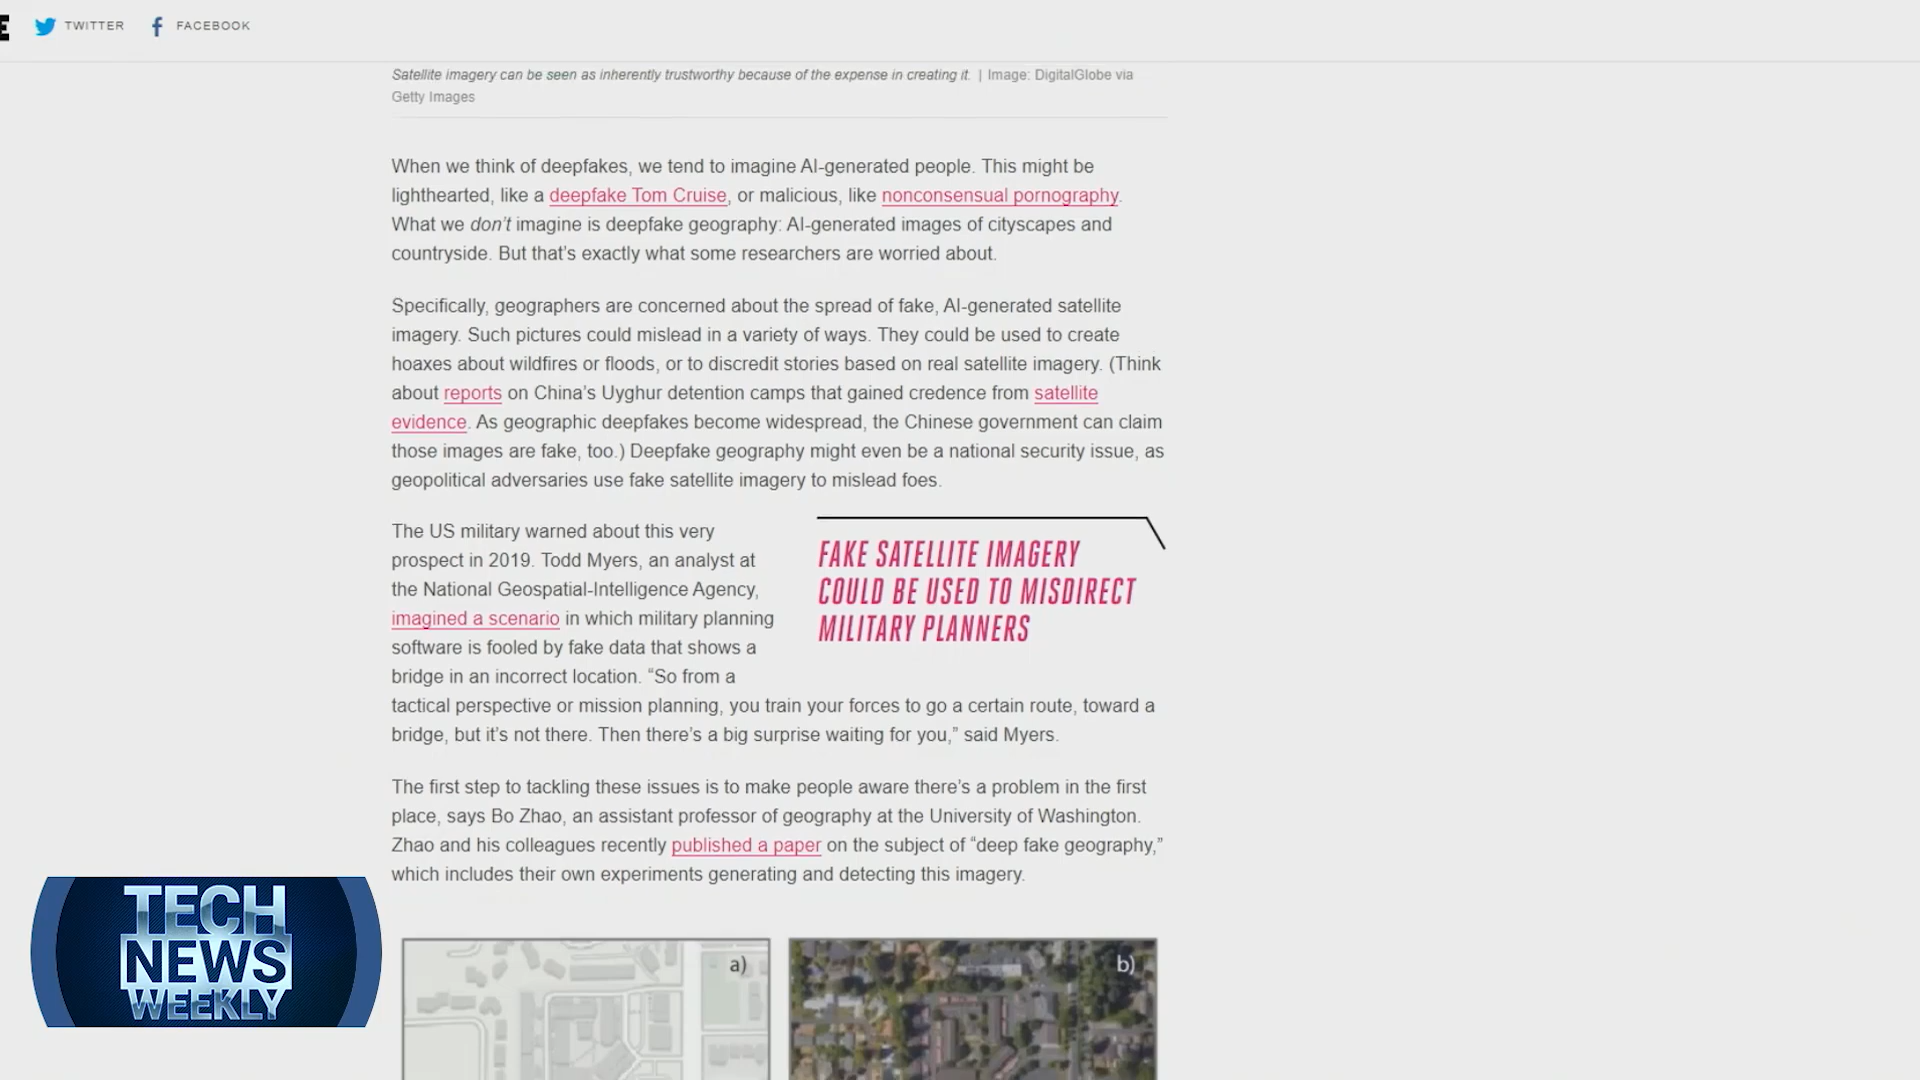 E TWITTER FACEBOOK
Satellite imagery can be seen as inherently trustworthy because of the expense in creating it. | Image: DigitalGlobe via
Getty Images
When we think of deepfakes, we tend to imagine AI-generated people. This might be
lighthearted, like a deepfake Tom Cruise, or malicious, like nonconsensual pornography.
What we don’t imagine is deepfake geography: AI-generated images of cityscapes and
countryside. But that’s exactly what some researchers are worried about.
Specifically, geographers are concerned about the spread of fake, AI-generated satellite
imagery. Such pictures could mislead in a variety of ways. They could be used to create
hoaxes about wildfires or floods, or to discredit stories based on real satellite imagery. (Think
about reports on China’s Uyghur detention camps that gained credence from satellite
evidence. As geographic deepfakes become widespread, the Chinese government can claim
those images are fake, too.) Deepfake geography might even be a national security issue, as
geopolitical adversaries use fake satellite imagery to mislead foes.
The US military warned about this very
prospect in 2019. Todd Myers, an analyst at
the National Geospatial-Intelligence Agency,
imagined a scenario in which military planning
software is fooled by fake data that shows a
bridge in an incorrect location. “So from a
tactical perspective or mission planning, you train your forces to go a certain route, toward a
bridge, but it’s not there. Then there’s a big surprise waiting for you,” said Myers.
FAKE SATELLITE IMAGERY
COULD BE USED TO MISDIRECT
MILITARY PLANNERS
The first step to tackling these issues is to make people aware there’s a problem in the first
place, says Bo Zhao, an assistant professor of geography at the University of Washington.
Zhao and his colleagues recently published a paper on the subject of “deep fake geography,”
which includes their own experiments generating and detecting this imagery.
a)
b)
TECH
NEWS
WEEKLY